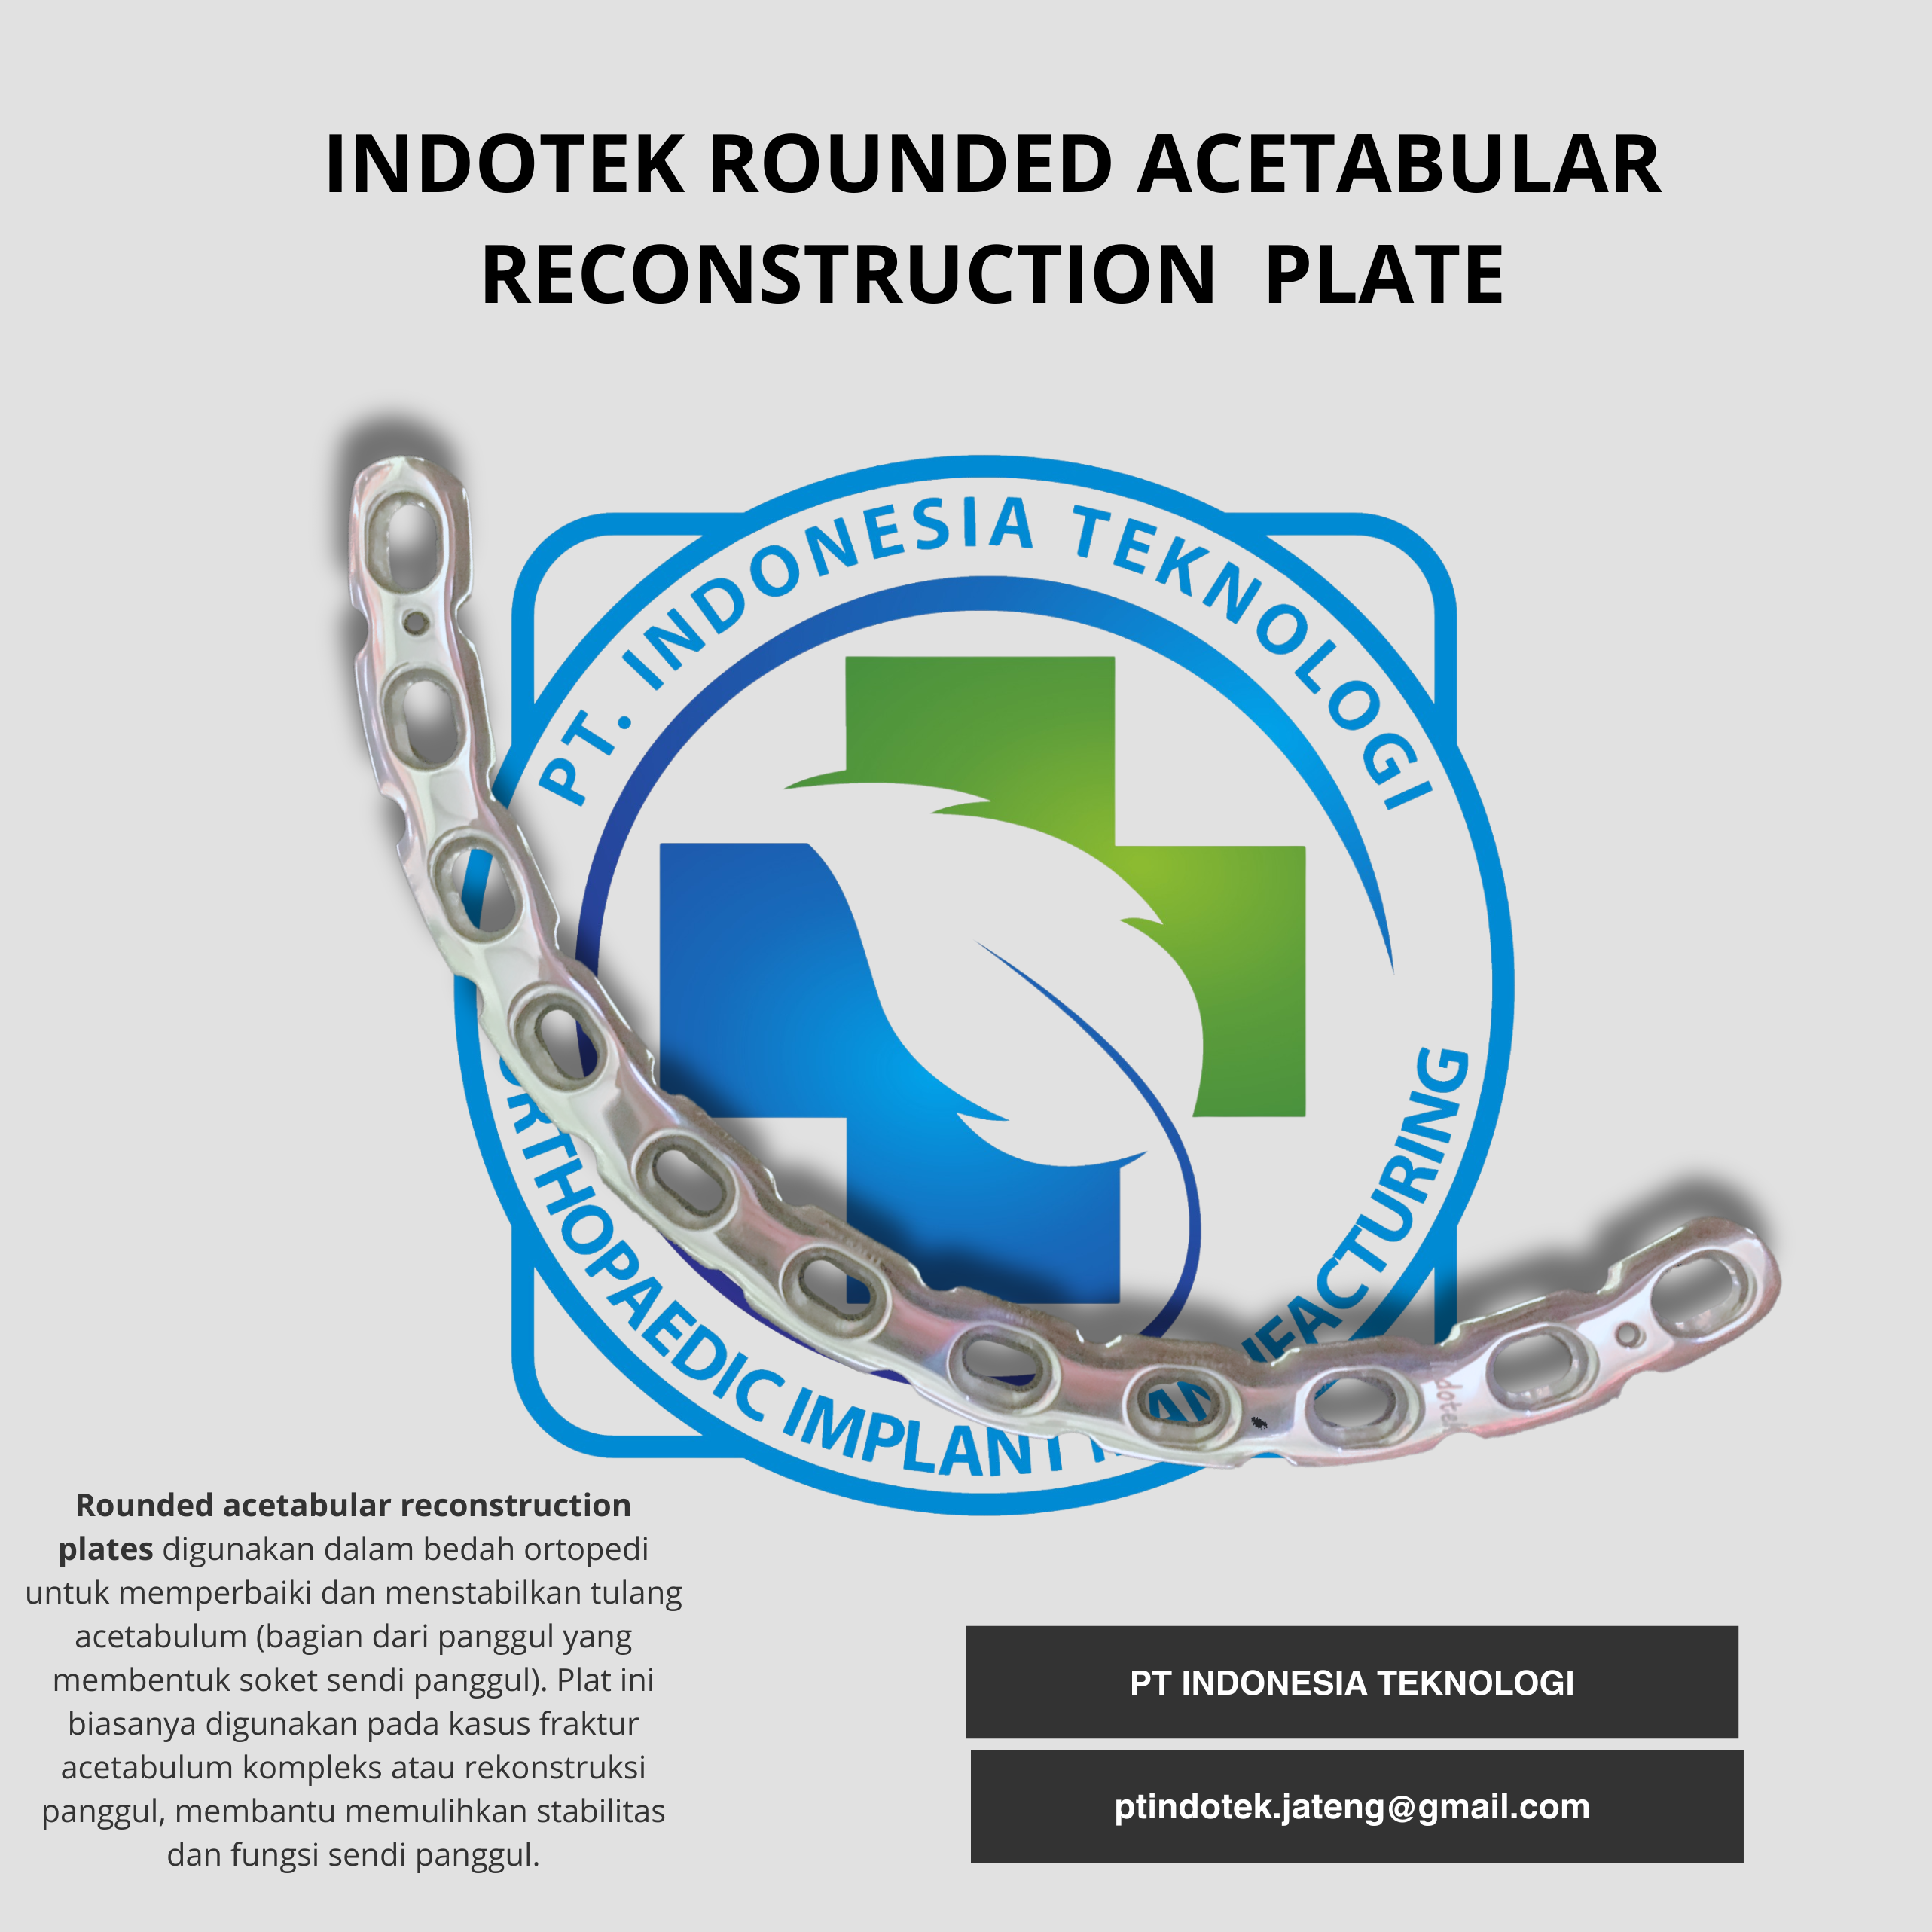 INDOTEK ROUNDED ACETABULAR
RECONSTRUCTION PLATE
PT. INDONESIA TEKNOLOGI
ORTHOPAEDIC IMPLANT
Rounded acetabular reconstruction
plates digunakan dalam bedah ortopedi
untuk memperbaiki dan menstabilkan tulang
acetabulum (bagian dari panggul yang
membentuk soket sendi panggul). Plat ini
biasanya digunakan pada kasus fraktur
acetabulum kompleks atau rekonstruksi
panggul, membantu memulihkan stabilitas
dan fungsi sendi panggul.
PT INDONESIA TEKNOLOGI
ptindotek.jateng@gmail.com